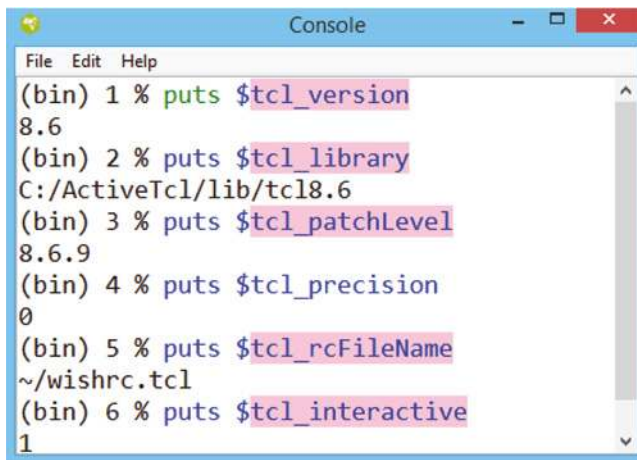 Console
File Edit Help
(bin) 1 % puts $tcl_version
8.6
(bin) 2 % puts $tcl_library
C:/ActiveTcl/lib/tcl8.6
(bin) 3 % puts $tcl_patchLevel
8.6.9
(bin) 4 % puts $tcl_precision
0
(bin) 5 % puts $tcl_rcFileName
~/wishrc.tcl
(bin) 6 % puts $tcl_interactive
1